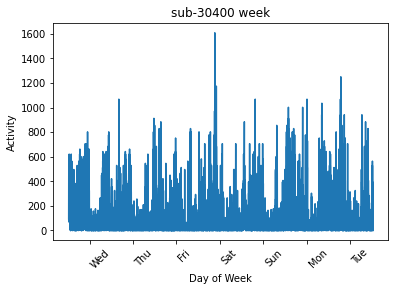 sub-30400 week
Activity
1600
1400
1200
1000
800
600
400
200
0
Wed
Thu
Fri
Sat
Sun
Mon
Tue
Day of Week